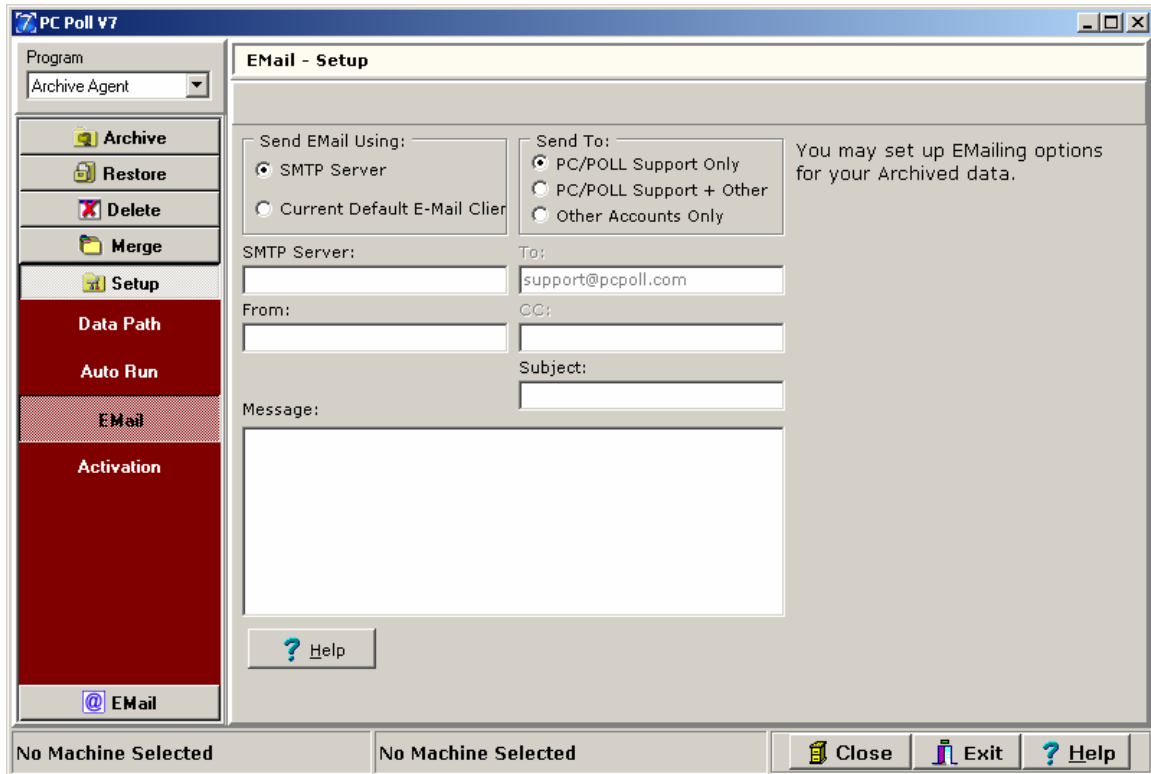 PC Poll V7
Program
Archive Agent
EMail - Setup
Archive
Restore
Delete
Merge
Setup
Data Path
Auto Run
EMail
Activation
EMail
Send EMail Using:
SMTP Server
Current Default E-Mail Clier
Send To:
PC/POLL Support Only
PC/POLL Support + Other
Other Accounts Only
You may set up EMailing options
for your Archived data.
SMTP Server:
To:
support@pcpoll.com
From:
CC:
Subject:
Message:
? Help
No Machine Selected
No Machine Selected
Close
Exit
? Help